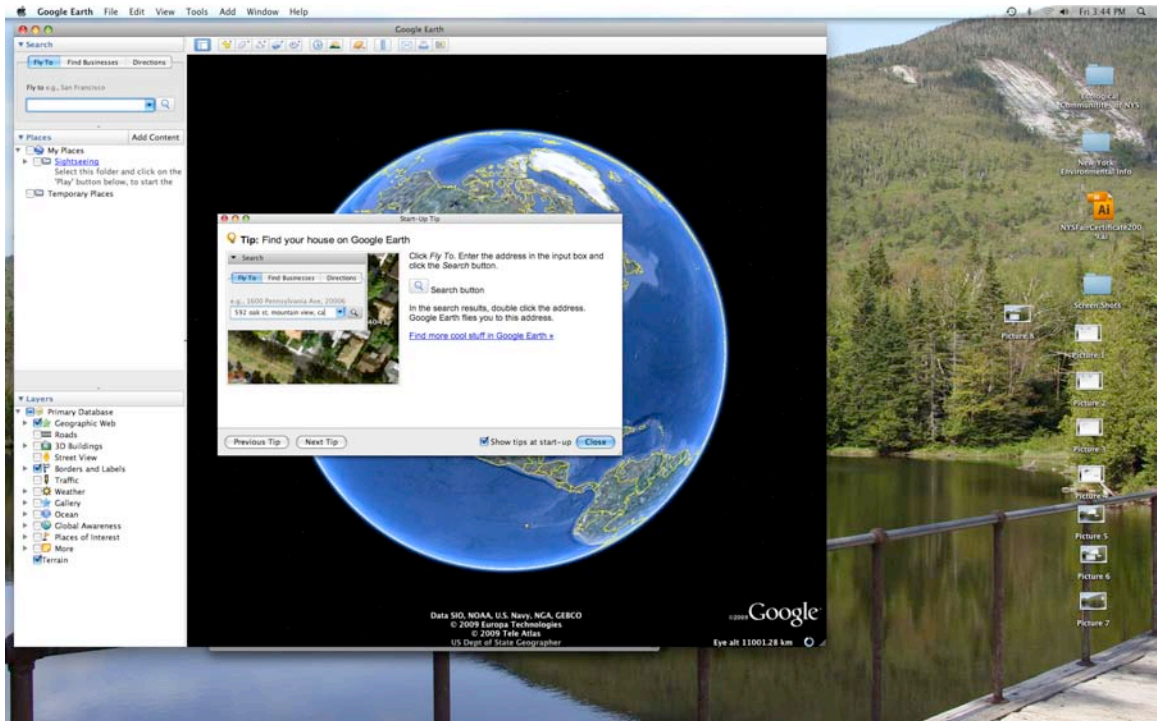 Google Earth File Edit View Tools Add Window Help
Fri 3:44 PM
Google Earth
Search
Fly To Find Businesses Directions
Fly to e.g., San Francisco
Places Add Content
My Places
Sightseeing
Select this folder and click on the
'Play' button below, to start the
Temporary Places
Layers
Primary Database
Geographic Web
Roads
3D Buildings
Street View
Borders and Labels
Traffic
Weather
Gallery
Ocean
Global Awareness
Places of Interest
More
Terrain
Start-Up Tip
Tip: Find your house on Google Earth
Search
Fly To Find Businesses Directions
e.g., 1600 Pennsylvania Ave, 20006
592 oak st, mountain view, ca
Click Fly To. Enter the address in the input box and
click the Search button.
Search button
In the search results, double click the address.
Google Earth flies you to this address.
Find more cool stuff in Google Earth »
Previous Tip Next Tip Show tips at start-up Close
Data SIO, NOAA, U.S. Navy, NGA, GEBCO
© 2009 Europa Technologies
© 2009 Tele Atlas
US Dept of State Geographer
©2009 Google
Eye alt 11001.28 km
Ecological
Communities of NYS
New York
Environmental Info
Ai
NYSFairCertificate200
9.ai
Screen Shots
Picture 8
Picture 1
Picture 2
Picture 3
Picture 4
Picture 5
Picture 6
Picture 7